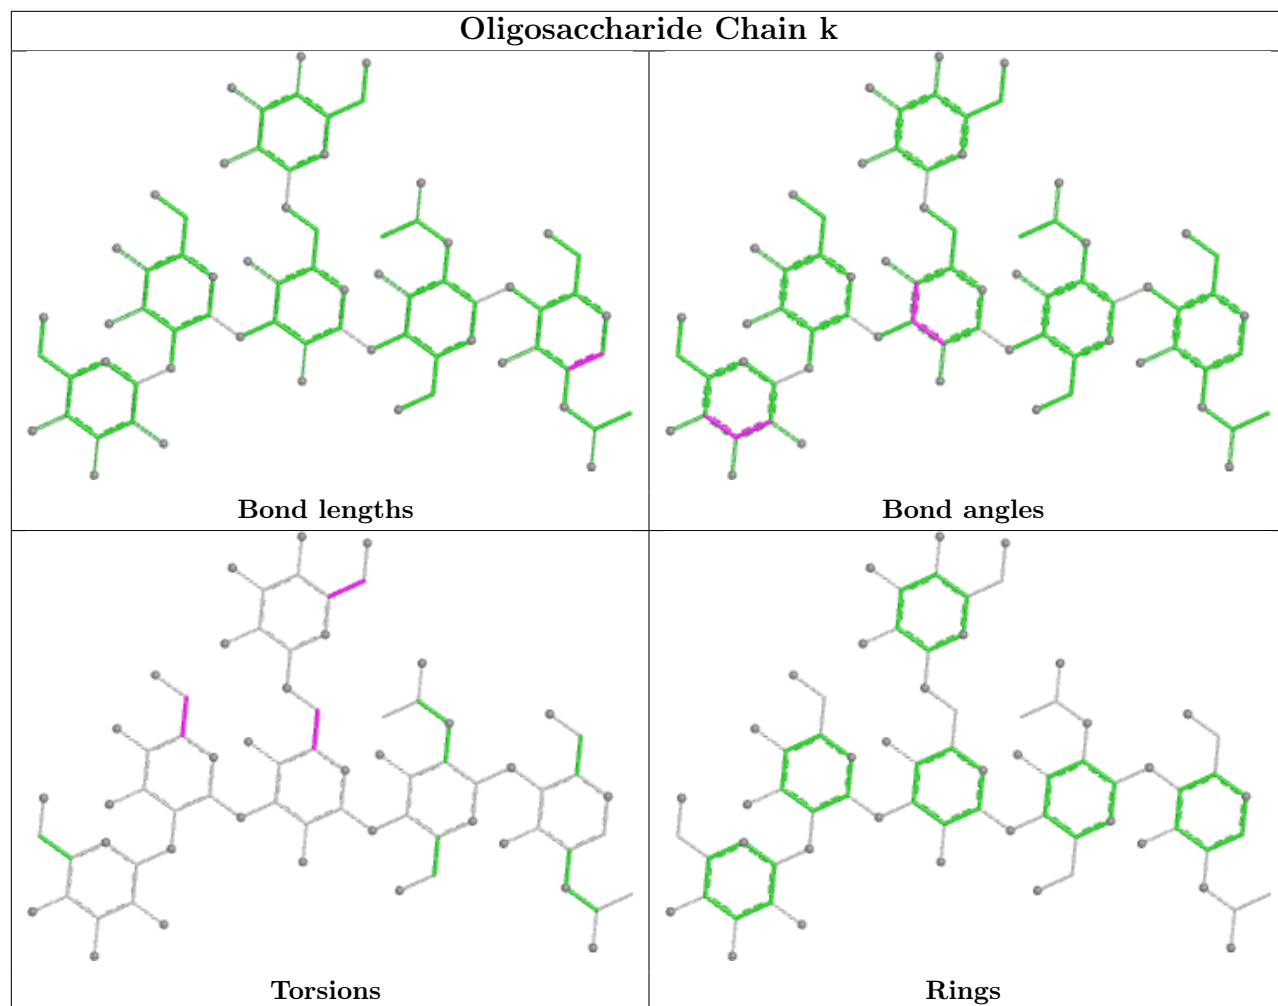 Oligosaccharide Chain k
Bond lengths
Bond angles
Torsions
Rings